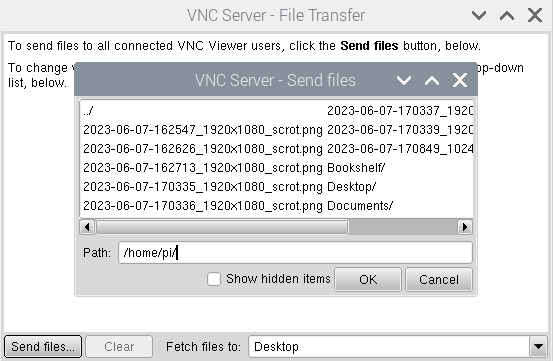 VNC Server - File Transfer
To send files to all connected VNC Viewer users, click the Send files button, below.
To change
op-down
list, below.
VNC Server - Send files
../
2023-06-07-162547_1920x1080_scrot.png
2023-06-07-162626_1920x1080_scrot.png
2023-06-07-162713_1920x1080_scrot.png
2023-06-07-170335_1920x1080_scrot.png
2023-06-07-170336_1920x1080_scrot.png
2023-06-07-170337_1920
2023-06-07-170339_1920
2023-06-07-170849_1024
Bookshelf/
Desktop/
Documents/
Path: /home/pi/
Show hidden items OK Cancel
Send files... Clear Fetch files to: Desktop